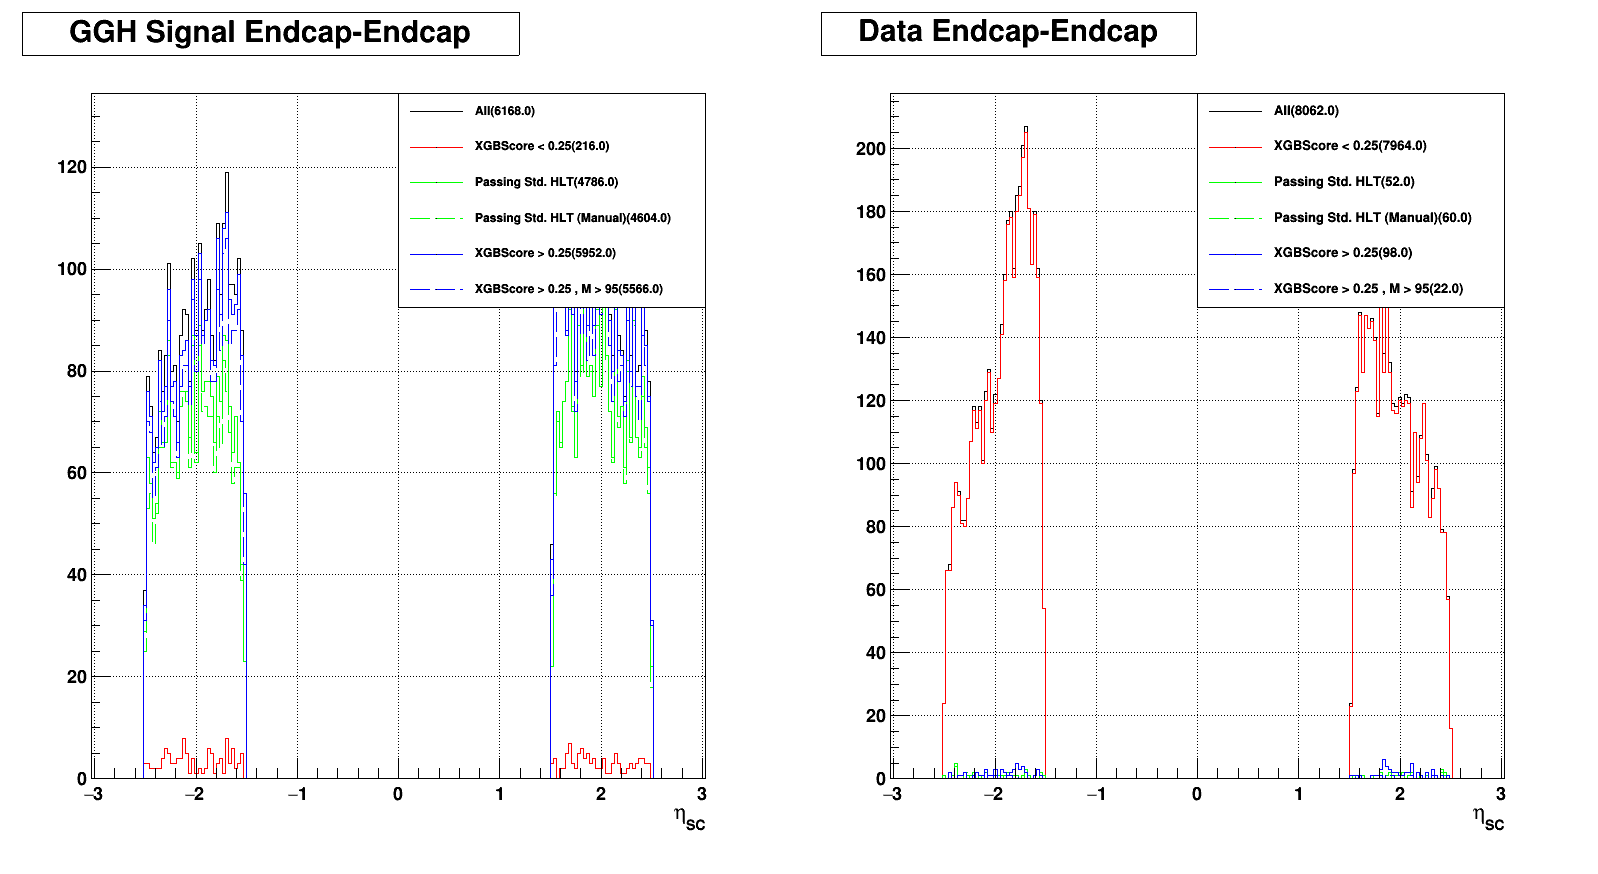 GGH Signal Endcap-Endcap
All(6168.0)
XGBScore < 0.25(216.0)
Passing Std. HLT(4786.0)
Passing Std. HLT (Manual)(4604.0)
XGBScore > 0.25(5952.0)
XGBScore > 0.25 , M > 95(5566.0)
120
100
80
60
40
20
0
−3 −2 −1 0 1 2 3
ηSC
Data Endcap-Endcap
All(8062.0)
XGBScore < 0.25(7964.0)
Passing Std. HLT(52.0)
Passing Std. HLT (Manual)(60.0)
XGBScore > 0.25(98.0)
XGBScore > 0.25 , M > 95(22.0)
200
180
160
140
120
100
80
60
40
20
0
−3 −2 −1 0 1 2 3
ηSC